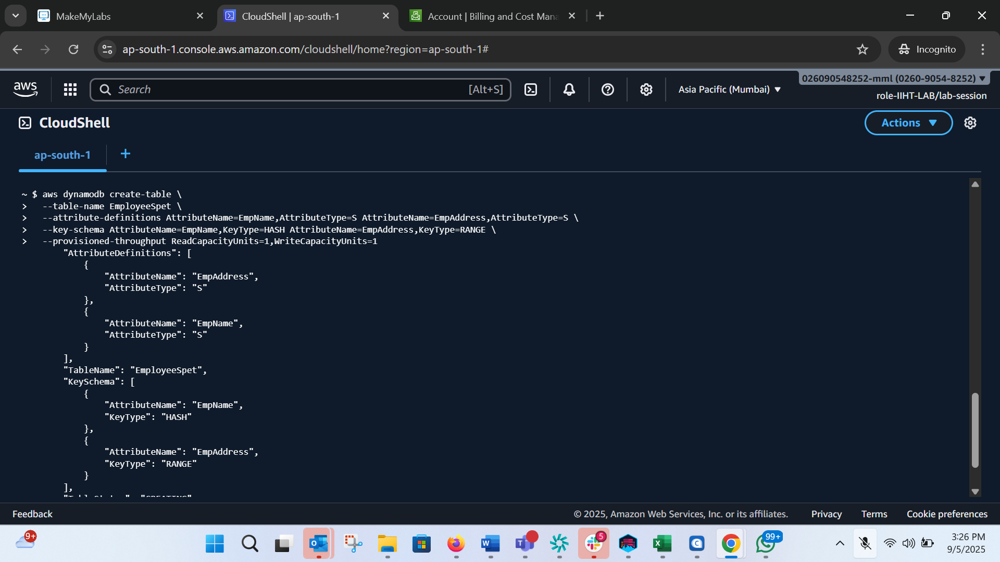 MakeMyLabs
CloudShell | ap-south-1
Account | Billing and Cost Mana
ap-south-1.console.aws.amazon.com/cloudshell/home?region=ap-south-1#
Incognito
aws
Search
[Alt+S]
Asia Pacific (Mumbai) ▼
026090548252-mml (0260-9054-8252) ▼
role-IIHT-LAB/lab-session
CloudShell
Actions ▼
ap-south-1
+
~ $ aws dynamodb create-table \
>   --table-name EmployeeSpet \
>   --attribute-definitions AttributeName=EmpName,AttributeType=S AttributeName=EmpAddress,AttributeType=S \
>   --key-schema AttributeName=EmpName,KeyType=HASH AttributeName=EmpAddress,KeyType=RANGE \
>   --provisioned-throughput ReadCapacityUnits=1,WriteCapacityUnits=1
        "AttributeDefinitions": [
            {
                "AttributeName": "EmpAddress",
                "AttributeType": "S"
            },
            {
                "AttributeName": "EmpName",
                "AttributeType": "S"
            }
        ],
        "TableName": "EmployeeSpet",
        "KeySchema": [
            {
                "AttributeName": "EmpName",
                "KeyType": "HASH"
            },
            {
                "AttributeName": "EmpAddress",
                "KeyType": "RANGE"
            }
        ],
Feedback
© 2025, Amazon Web Services, Inc. or its affiliates.
Privacy
Terms
Cookie preferences
9+
5
99+
3:26 PM
9/5/2025